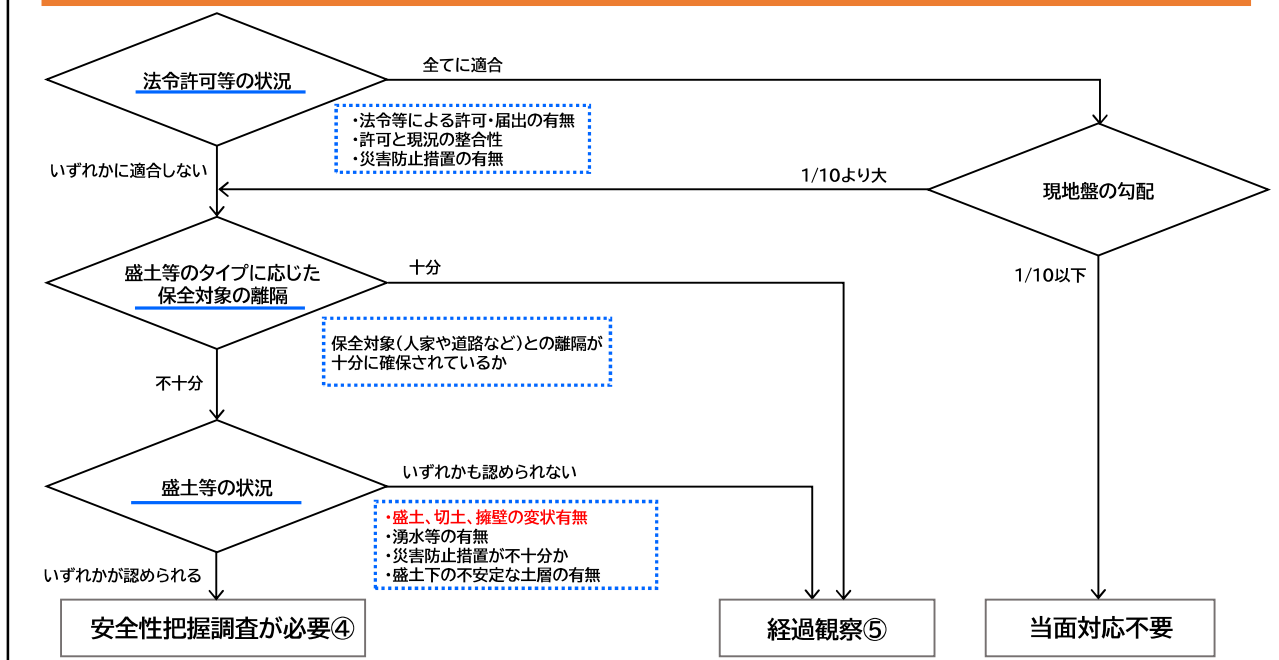 法令許可等の状況
全てに適合
・法令等による許可・届出の有無
・許可と現況の整合性
・災害防止措置の有無
いずれかに適合しない
1/10より大
現地盤の勾配
盛土等のタイプに応じた
保全対象の離隔
十分
1/10以下
保全対象(人家や道路など)との離隔が
十分に確保されているか
不十分
盛土等の状況
いずれかも認められない
・盛土、切土、擁壁の変状有無
・湧水等の有無
・災害防止措置が不十分か
・盛土下の不安定な土層の有無
いずれかが認められる
安全性把握調査が必要④
経過観察⑤
当面対応不要